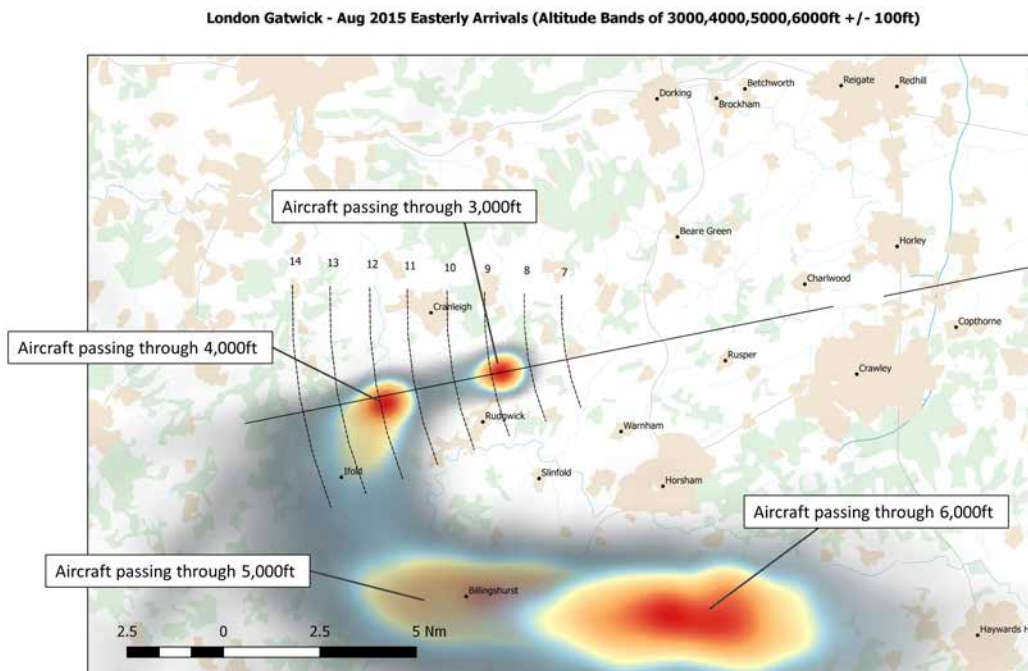 London Gatwick - Aug 2015 Easterly Arrivals (Altitude Bands of 3000,4000,5000,6000ft +/- 100ft)
Betchworth
Reigate
Redhill
Dorking
Brockham
Aircraft passing through 3,000ft
Beare Green
Horley
14
13
12
11
10
9
8
7
Charlwood
Cranleigh
Copthorne
Aircraft passing through 4,000ft
Rusper
Crawley
Rudgwick
Warnham
Ifold
Slinfold
Horsham
Aircraft passing through 6,000ft
Aircraft passing through 5,000ft
Billingshurst
2.5 0 2.5 5 Nm
Haywards H